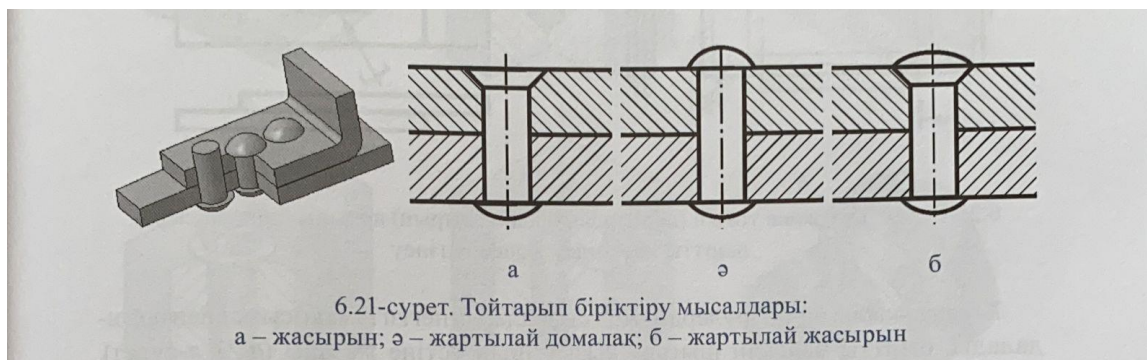 а
ә
б
6.21-сурет. Тойтарып біріктіру мысалдары:
а – жасырын; ә – жартылай домалақ; б – жартылай жасырын